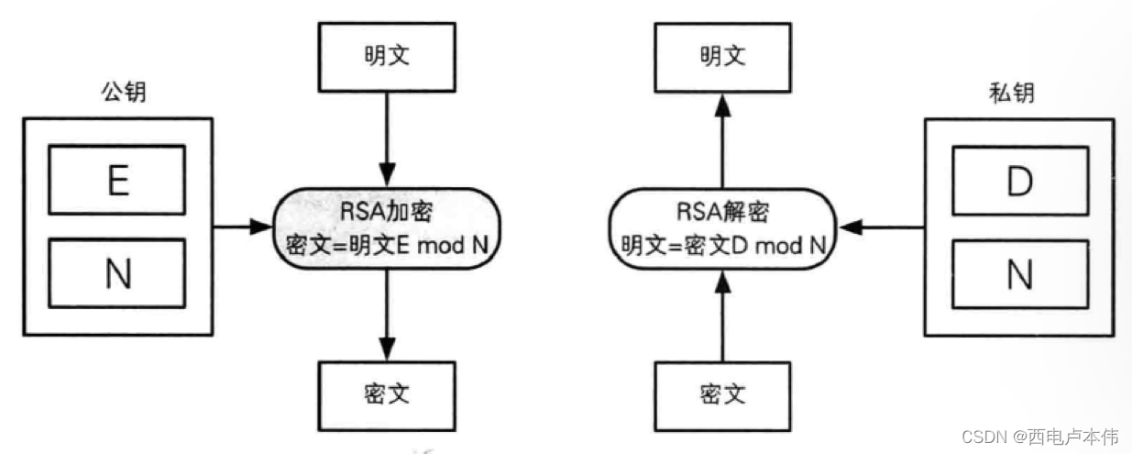 明文
公钥
E
N
RSA加密
密文=明文E mod N
密文
明文
私钥
D
N
RSA解密
明文=密文D mod N
密文
CSDN @西电卢本伟